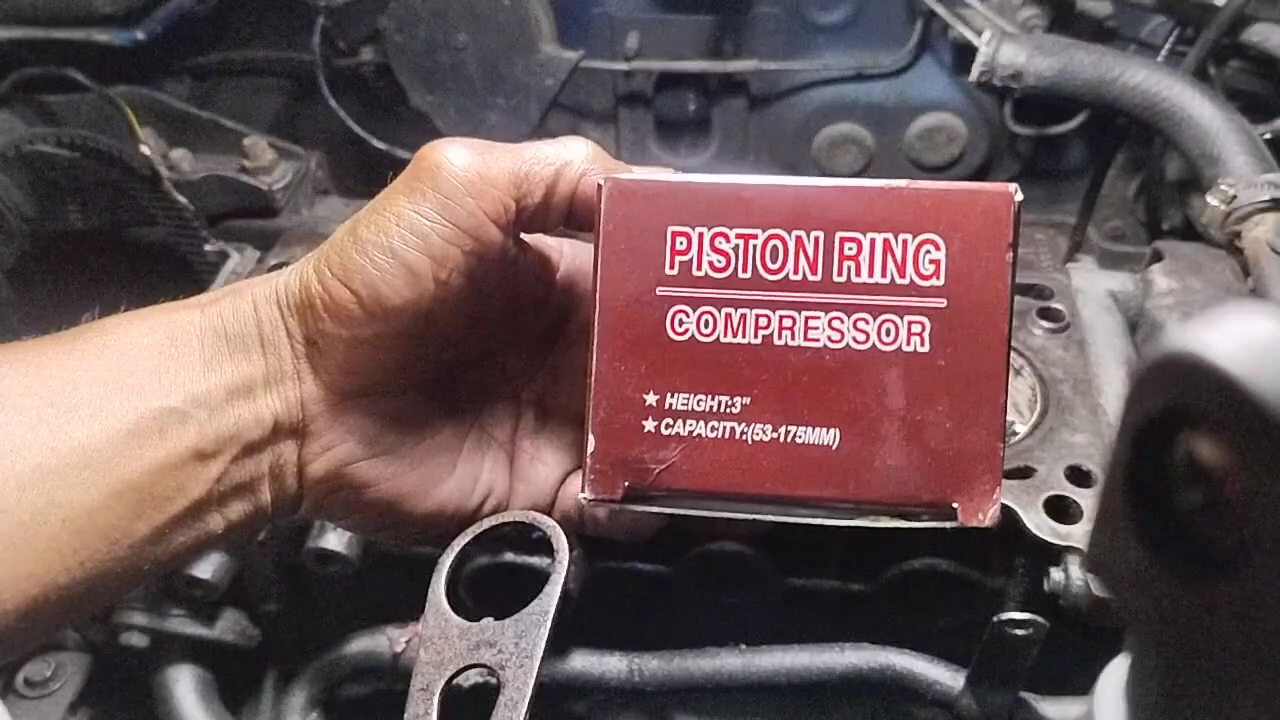 PISTON RING
COMPRESSOR
★ HEIGHT:3"
★ CAPACITY:(53-175MM)